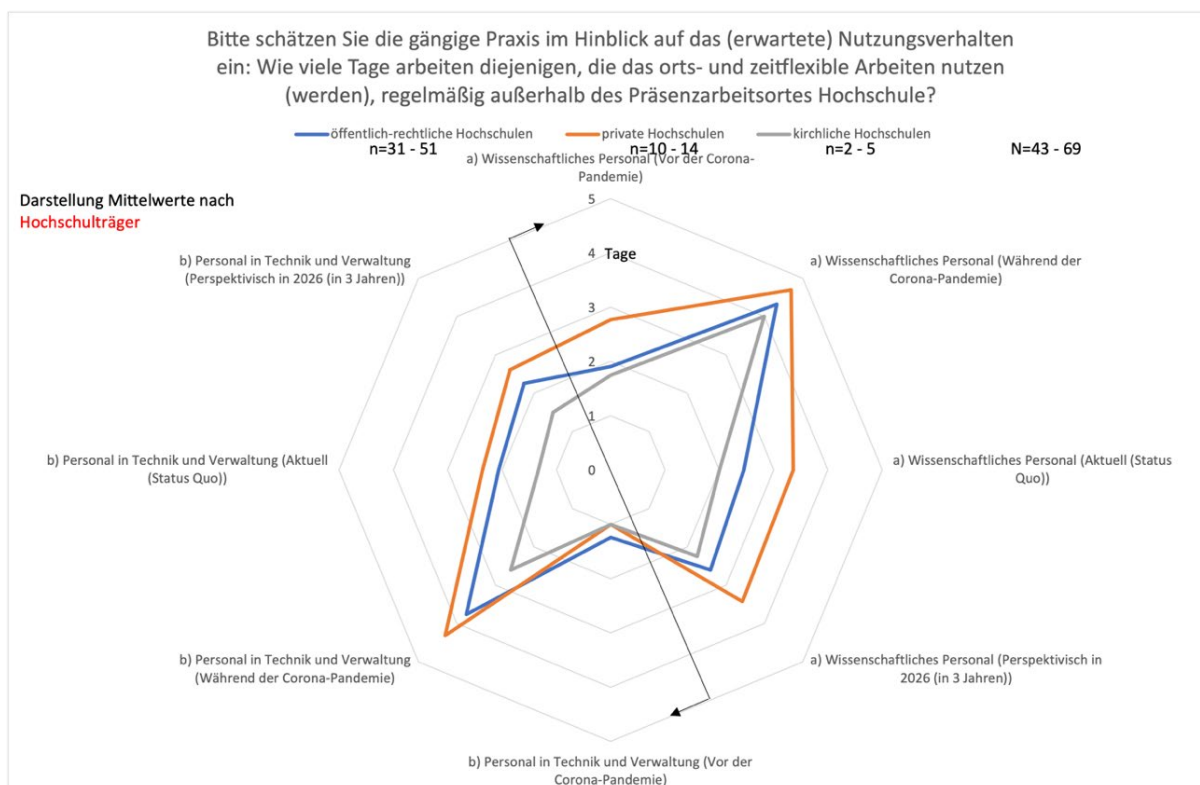 Bitte schätzen Sie die gängige Praxis im Hinblick auf das (erwartete) Nutzungsverhalten
ein: Wie viele Tage arbeiten diejenigen, die das orts- und zeitflexible Arbeiten nutzen
(werden), regelmäßig außerhalb des Präsenzarbeitsortes Hochschule?
öffentlich-rechtliche Hochschulen private Hochschulen kirchliche Hochschulen
n=31 - 51 n=10 - 14 n=2 - 5 N=43 - 69
a) Wissenschaftliches Personal (Vor der Corona-
Pandemie)
Darstellung Mittelwerte nach
Hochschulträger
5
4
3
2
1
0
Tage
b) Personal in Technik und Verwaltung
(Perspektivisch in 2026 (in 3 Jahren))
a) Wissenschaftliches Personal (Während der
Corona-Pandemie)
b) Personal in Technik und Verwaltung (Aktuell
(Status Quo))
a) Wissenschaftliches Personal (Aktuell (Status
Quo))
b) Personal in Technik und Verwaltung
(Während der Corona-Pandemie)
a) Wissenschaftliches Personal (Perspektivisch in
2026 (in 3 Jahren))
b) Personal in Technik und Verwaltung (Vor der
Corona-Pandemie)